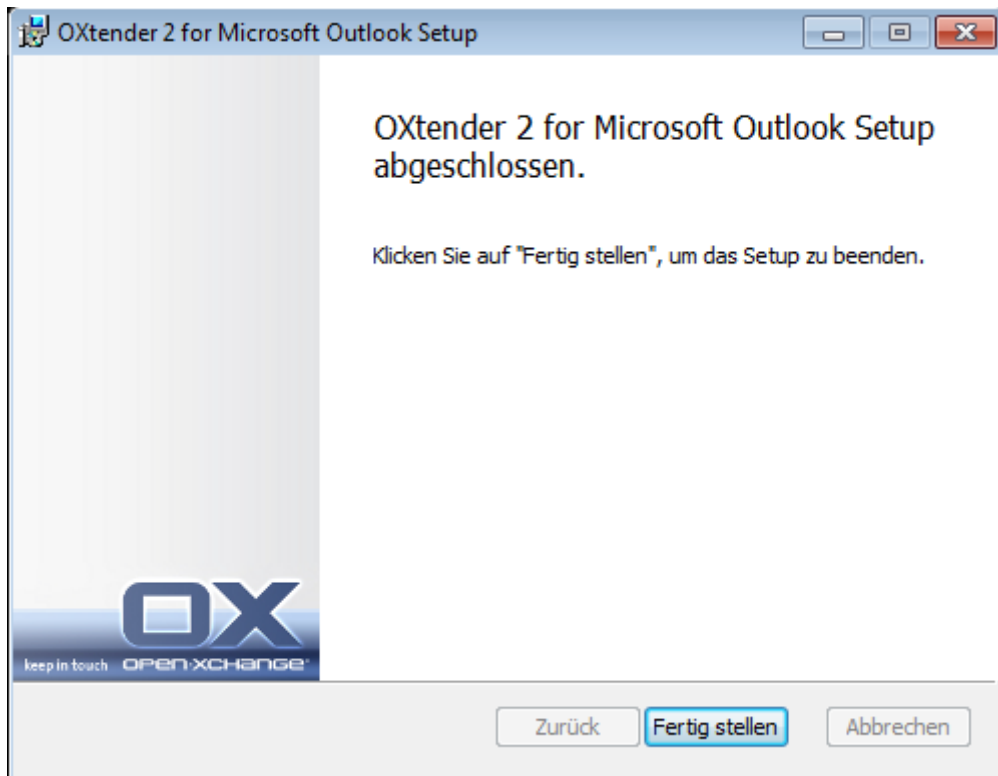 OXtender 2 for Microsoft Outlook Setup
OXtender 2 for Microsoft Outlook Setup
abgeschlossen.
Klicken Sie auf "Fertig stellen", um das Setup zu beenden.
OX
keep in touch OPEN-XCHANGE
Zurück Fertig stellen Abbrechen